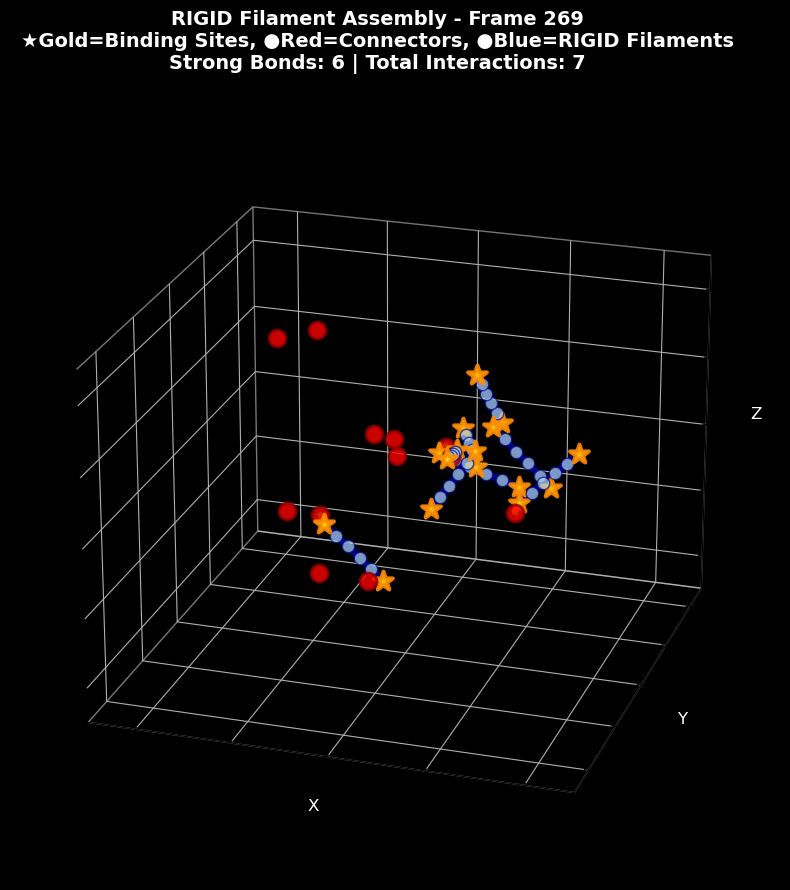 RIGID Filament Assembly - Frame 269
★Gold=Binding Sites, ●Red=Connectors, ●Blue=RIGID Filaments
Strong Bonds: 6 | Total Interactions: 7
Z
Y
X